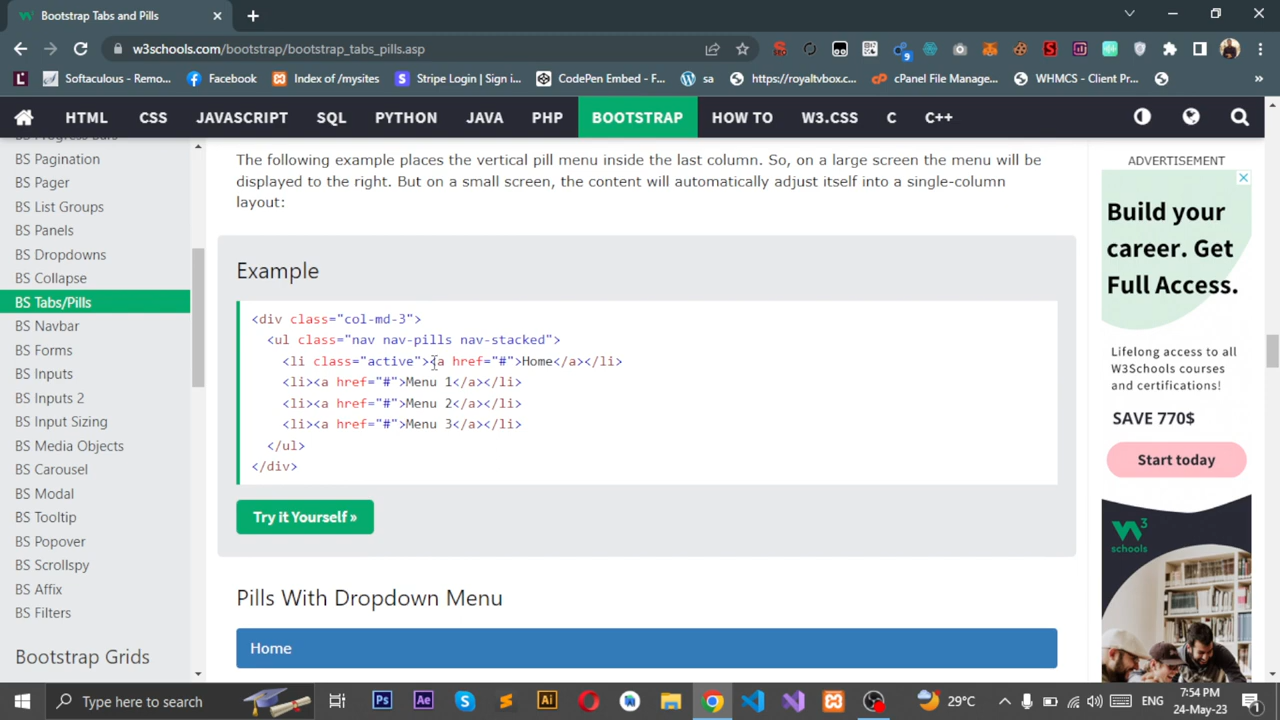 Bootstrap Tabs and Pills
w3schools.com/bootstrap/bootstrap_tabs_pills.asp
9
Softaculous - Remo...
Facebook
Index of /mysites
Stripe Login | Sign i...
CodePen Embed - F...
sa
https://royaltvbox.c...
cPanel File Manage...
WHMCS - Client Pr...
HTML
CSS
JAVASCRIPT
SQL
PYTHON
JAVA
PHP
BOOTSTRAP
HOW TO
W3.CSS
C
C++
BS Progress Bars
BS Pagination
BS Pager
BS List Groups
BS Panels
BS Dropdowns
BS Collapse
BS Tabs/Pills
BS Navbar
BS Forms
BS Inputs
BS Inputs 2
BS Input Sizing
BS Media Objects
BS Carousel
BS Modal
BS Tooltip
BS Popover
BS Scrollspy
BS Affix
BS Filters
Bootstrap Grids
The following example places the vertical pill menu inside the last column. So, on a large screen the menu will be
displayed to the right. But on a small screen, the content will automatically adjust itself into a single-column
layout:
Example
<div class="col-md-3">
<ul class="nav nav-pills nav-stacked">
<li class="active"><a href="#">Home</a></li>
<li><a href="#">Menu 1</a></li>
<li><a href="#">Menu 2</a></li>
<li><a href="#">Menu 3</a></li>
</ul>
</div>
Try it Yourself »
Pills With Dropdown Menu
Home
ADVERTISEMENT
Build your
career. Get
Full Access.
Lifelong access to all
W3Schools courses and
certifications!
SAVE 770$
Start today
W3
schools
Type here to search
Ps
Ae
Ai
29°C
ENG
7:54 PM
24-May-23
1